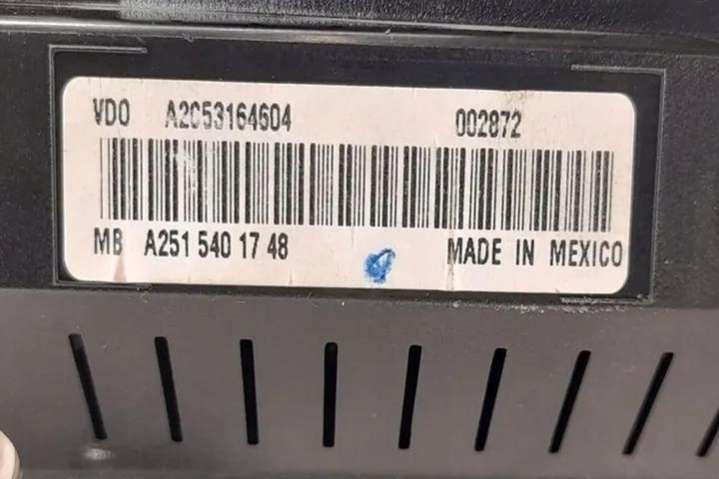 VDO A2C53164604 002872
MB A251 540 17 48 MADE IN MEXICO